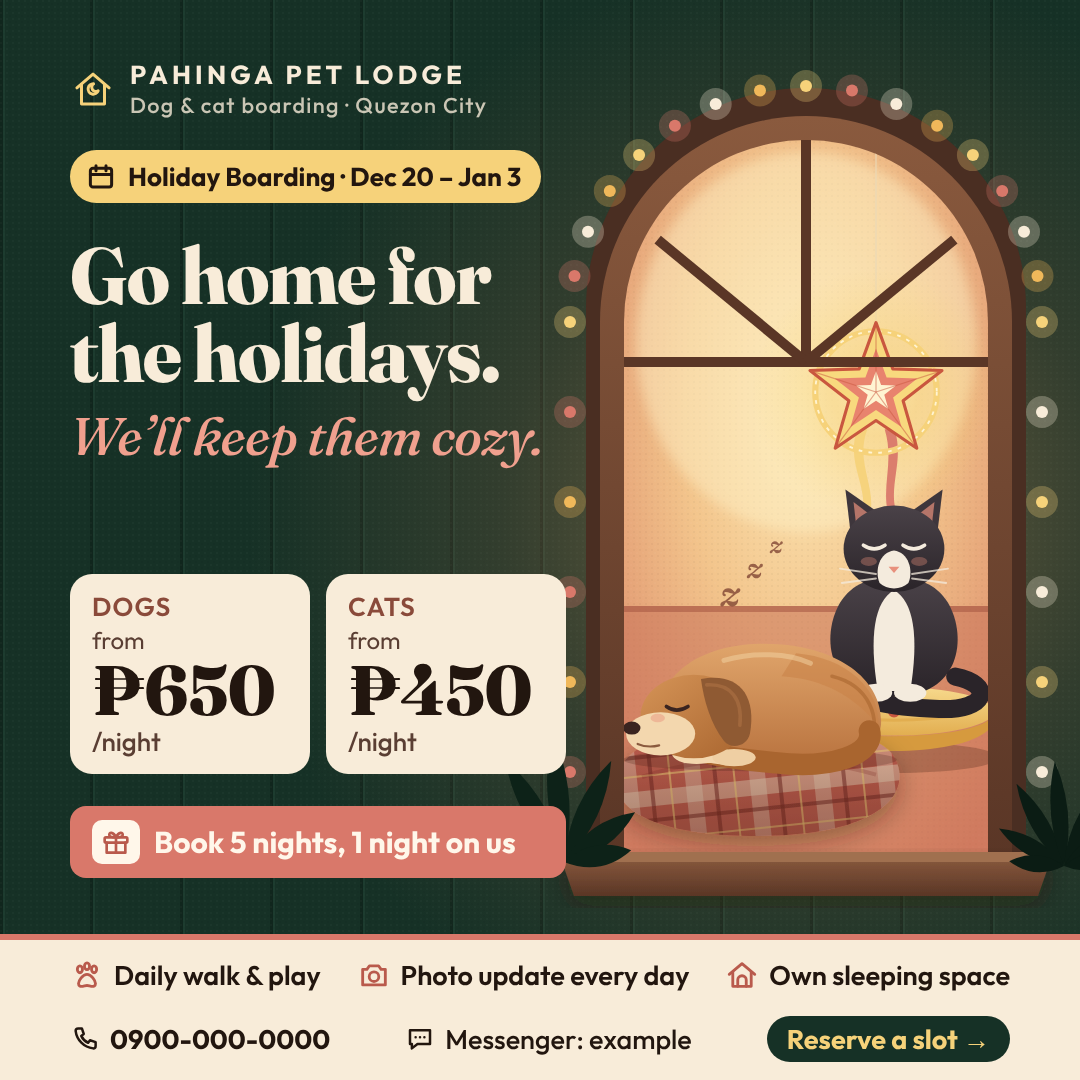 PAHINGA PET LODGE
Dog & cat boarding · Quezon City
Holiday Boarding · Dec 20 – Jan 3
Go home for
the holidays.
We’ll keep them cozy.
DOGS
from
₱650
/night
CATS
from
₱450
/night
Book 5 nights, 1 night on us
z
z
z
Daily walk & play
Photo update every day
Own sleeping space
0900-000-0000
Messenger: example
Reserve a slot →